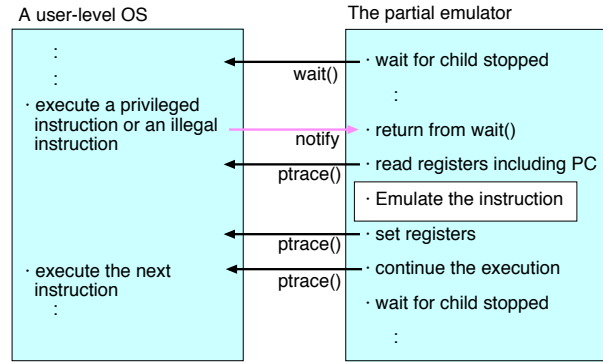 A user-level OS
:
:
· execute a privileged
instruction or an illegal
instruction
· execute the next
instruction
:
wait()
notify
ptrace()
ptrace()
ptrace()
The partial emulator
· wait for child stopped
:
· return from wait()
· read registers including PC
· Emulate the instruction
· set registers
· continue the execution
· wait for child stopped
: